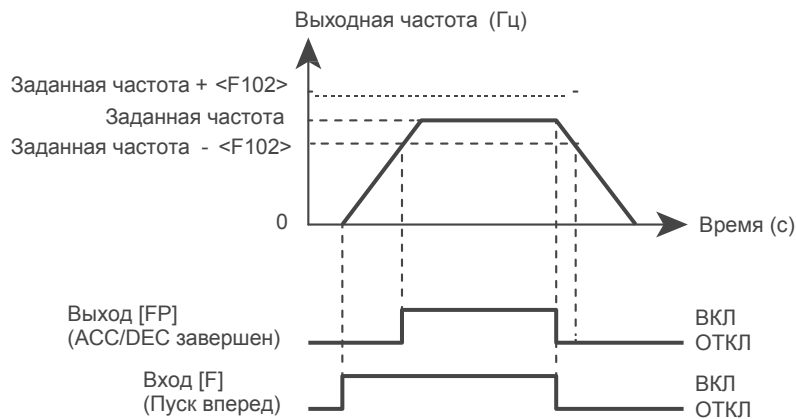 Выходная частота (Гц)
Заданная частота + <F102>
Заданная частота
Заданная частота - <F102>
0
Время (с)
Выход [FP]
(ACC/DEC завершен)
ВКЛ
ОТКЛ
Вход [F]
(Пуск вперед)
ВКЛ
ОТКЛ